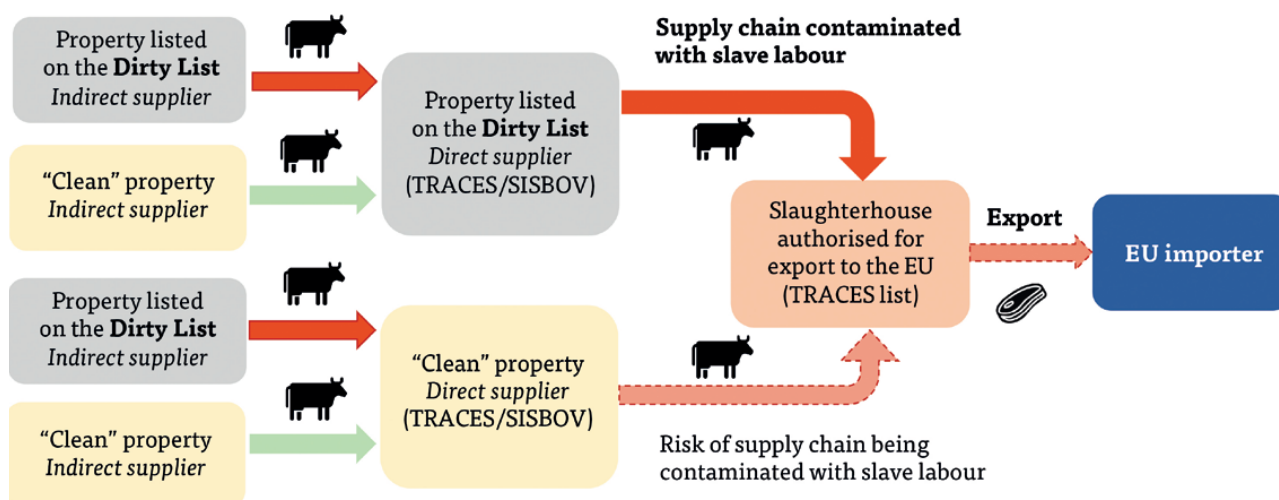 Property listed
on the Dirty List
Indirect supplier
“Clean” property
Indirect supplier
Property listed
on the Dirty List
Indirect supplier
“Clean” property
Indirect supplier
Property listed
on the Dirty List
Direct supplier
(TRACES/SISBOV)
“Clean” property
Direct supplier
(TRACES/SISBOV)
Supply chain contaminated
with slave labour
Risk of supply chain being
contaminated with slave labour
Slaughterhouse
authorised for
export to the EU
(TRACES list)
Export
EU importer